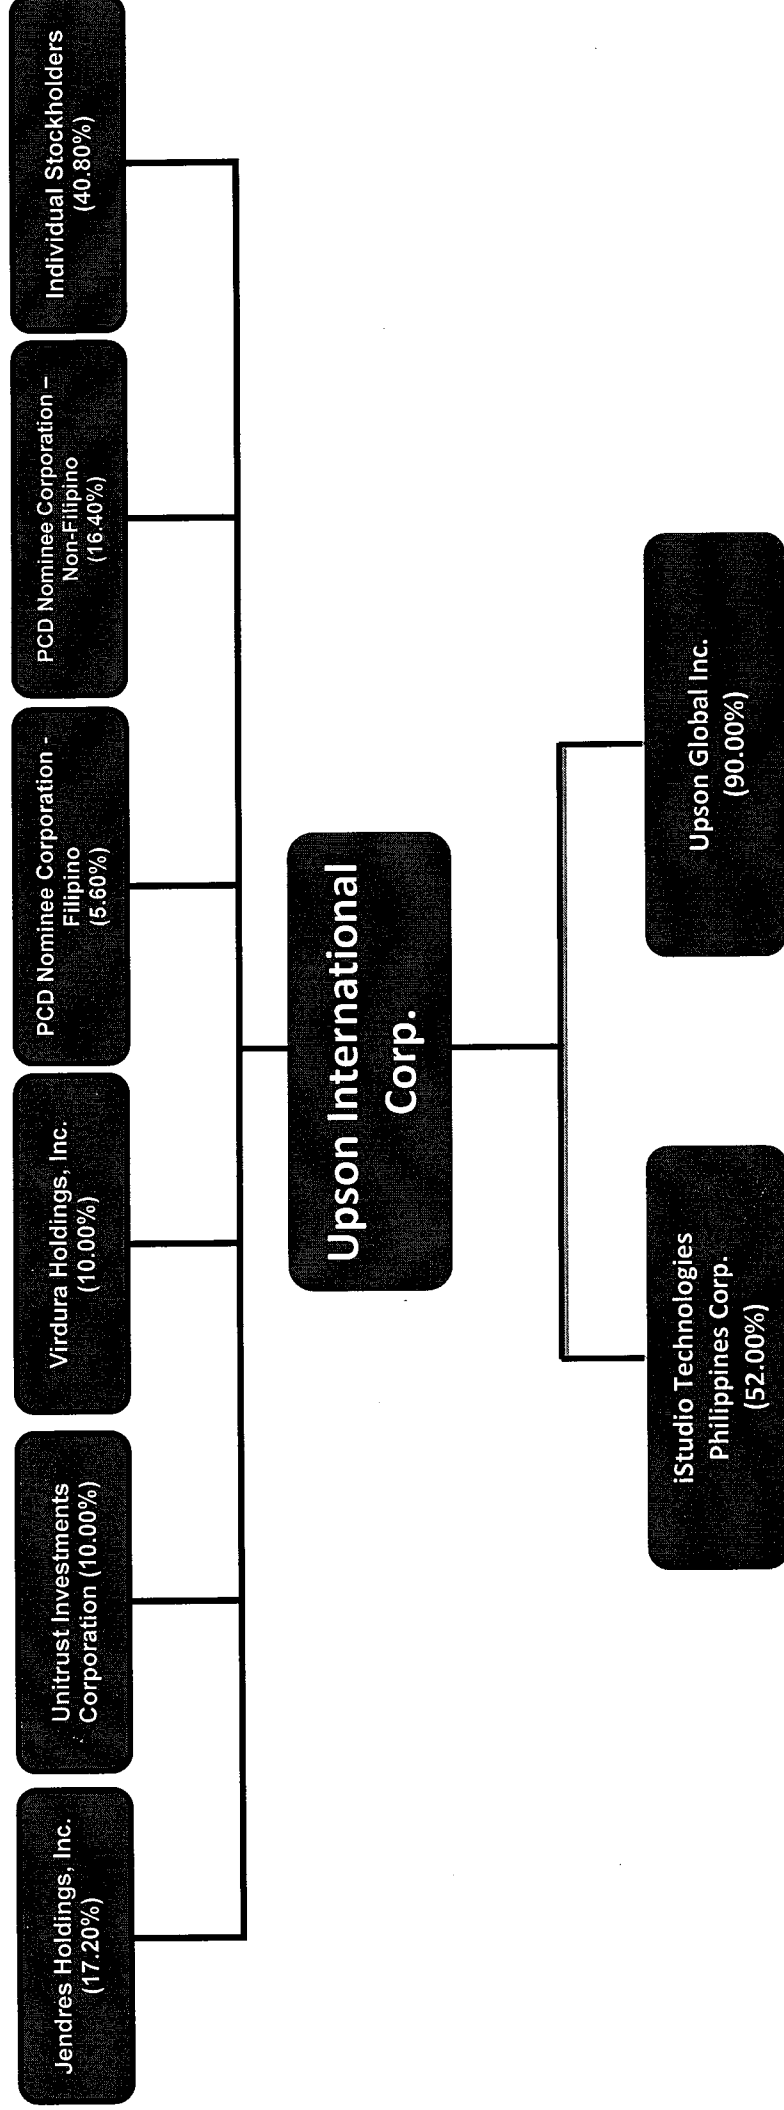 Jendres Holdings, Inc.
(17.20%)
Unitrust Investments
Corporation (10.00%)
Virdura Holdings, Inc.
(10.00%)
PCD Nominee Corporation -
Filipino
(5.60%)
PCD Nominee Corporation –
Non-Filipino
(16.40%)
Individual Stockholders
(40.80%)
Upson International
Corp.
iStudio Technologies
Philippines Corp.
(52.00%)
Upson Global Inc.
(90.00%)